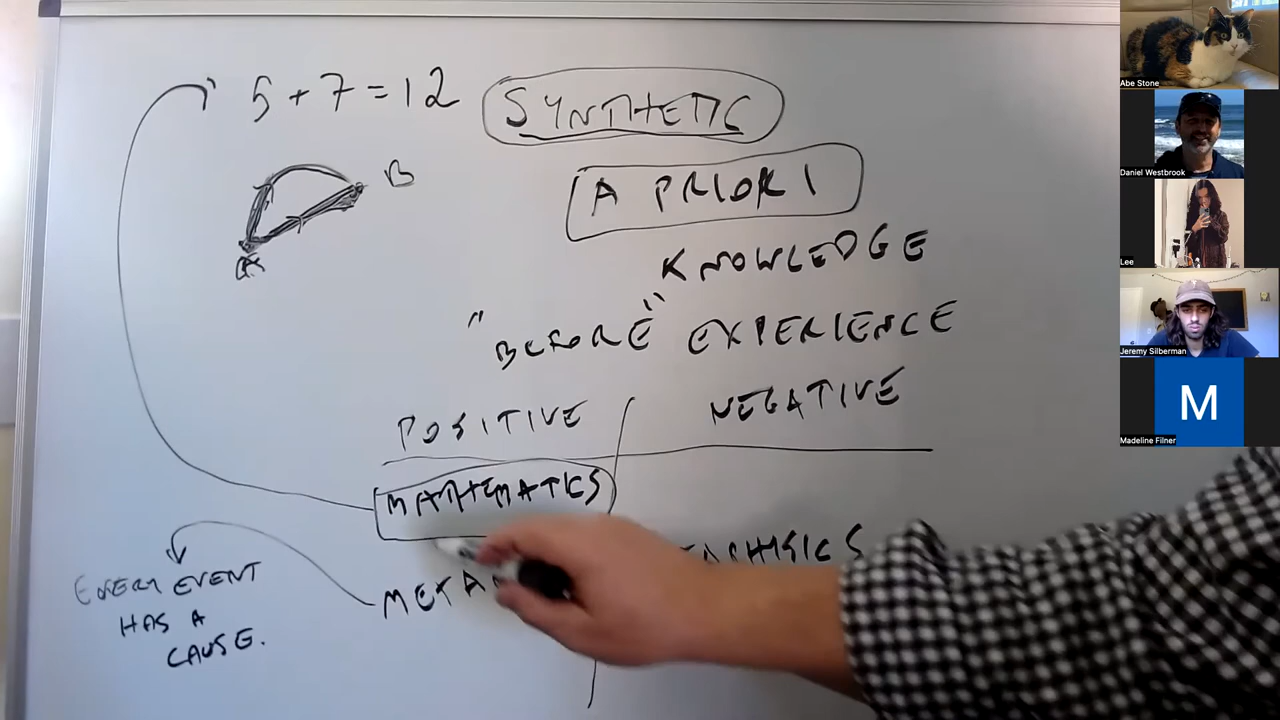 5 + 7 = 12 SYNTHETIC
A PRIORI
KNOWLEDGE
"BEFORE" EXPERIENCE
B
A
POSITIVE NEGATIVE
MATHEMATICS
EVERY EVENT
HAS A
CAUSE.
Abe Stone
Daniel Westbrook
Lee
Jeremy Silberman
M
Madeline Filner